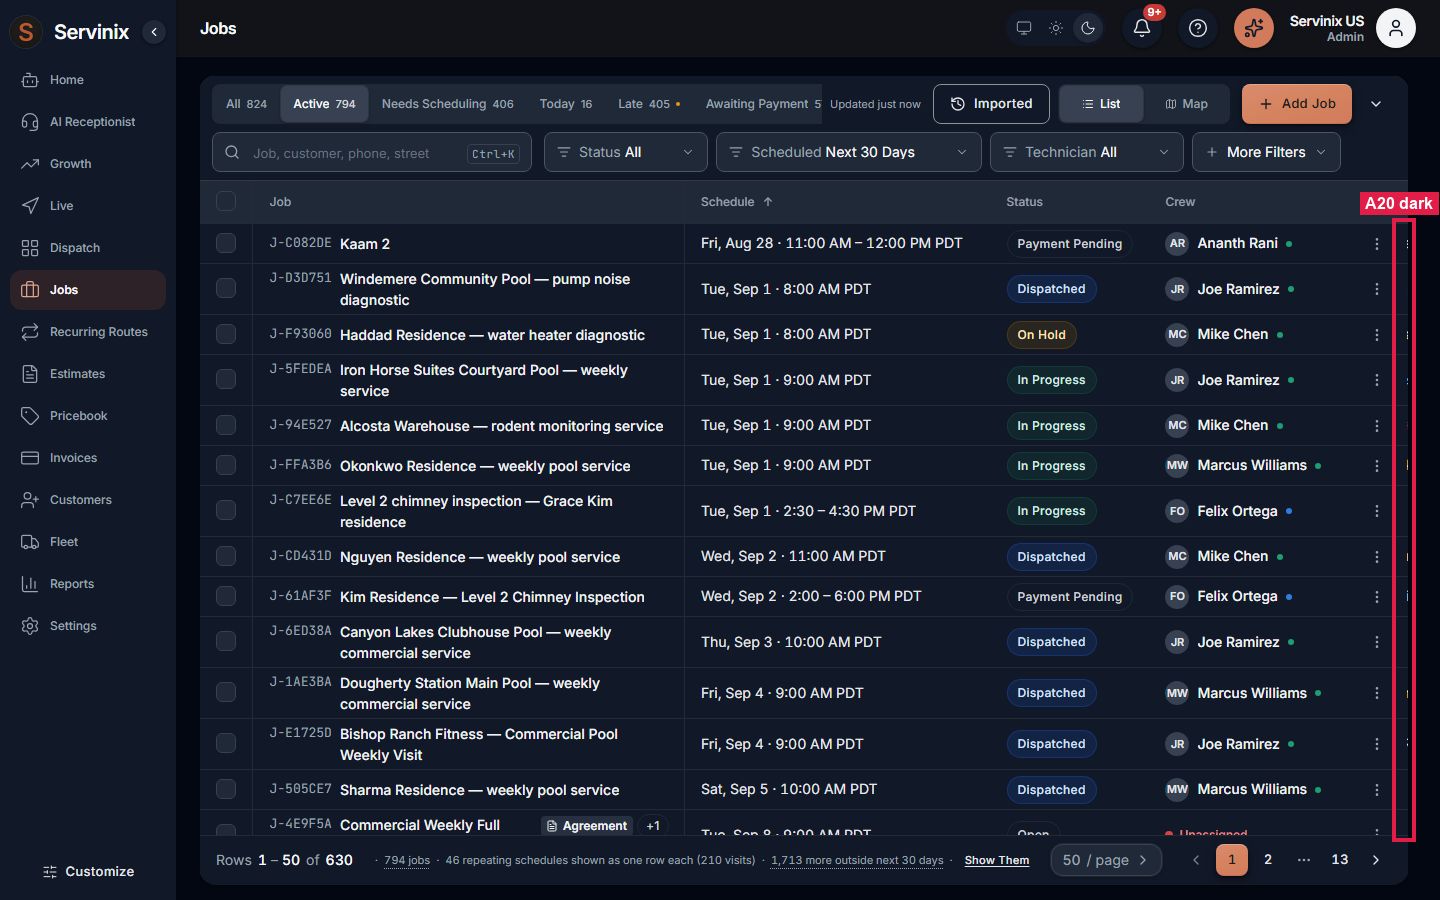 Servinix
Jobs
9+
Servinix US
Admin
Home
AI Receptionist
Growth
Live
Dispatch
Jobs
Recurring Routes
Estimates
Pricebook
Invoices
Customers
Fleet
Reports
Settings
Customize
All 824
Active 794
Needs Scheduling 406
Today 16
Late 405
Awaiting Payment
Updated just now
Imported
List
Map
+ Add Job
Job, customer, phone, street
Ctrl+K
Status All
Scheduled Next 30 Days
Technician All
+ More Filters
Job
Schedule ↑
Status
Crew
A20 dark
J-C082DE Kaam 2
Fri, Aug 28 · 11:00 AM – 12:00 PM PDT
Payment Pending
AR Ananth Rani
J-D3D751 Windemere Community Pool — pump noise
diagnostic
Tue, Sep 1 · 8:00 AM PDT
Dispatched
JR Joe Ramirez
J-F93060 Haddad Residence — water heater diagnostic
Tue, Sep 1 · 8:00 AM PDT
On Hold
MC Mike Chen
J-5FEDEA Iron Horse Suites Courtyard Pool — weekly
service
Tue, Sep 1 · 9:00 AM PDT
In Progress
JR Joe Ramirez
J-94E527 Alcosta Warehouse — rodent monitoring service
Tue, Sep 1 · 9:00 AM PDT
In Progress
MC Mike Chen
J-FFA3B6 Okonkwo Residence — weekly pool service
Tue, Sep 1 · 9:00 AM PDT
In Progress
MW Marcus Williams
J-C7EE6E Level 2 chimney inspection — Grace Kim
residence
Tue, Sep 1 · 2:30 – 4:30 PM PDT
In Progress
FO Felix Ortega
J-CD431D Nguyen Residence — weekly pool service
Wed, Sep 2 · 11:00 AM PDT
Dispatched
MC Mike Chen
J-61AF3F Kim Residence — Level 2 Chimney Inspection
Wed, Sep 2 · 2:00 – 6:00 PM PDT
Payment Pending
FO Felix Ortega
J-6ED38A Canyon Lakes Clubhouse Pool — weekly
commercial service
Thu, Sep 3 · 10:00 AM PDT
Dispatched
JR Joe Ramirez
J-1AE3BA Dougherty Station Main Pool — weekly
commercial service
Fri, Sep 4 · 9:00 AM PDT
Dispatched
MW Marcus Williams
J-E1725D Bishop Ranch Fitness — Commercial Pool
Weekly Visit
Fri, Sep 4 · 9:00 AM PDT
Dispatched
JR Joe Ramirez
J-505CE7 Sharma Residence — weekly pool service
Sat, Sep 5 · 10:00 AM PDT
Dispatched
MW Marcus Williams
J-4E9F5A Commercial Weekly Full
Agreement
+1
Tue, Sep 8 · 9:00 AM PDT
Open
Unassigned
Rows 1 – 50 of 630
· 794 jobs · 46 repeating schedules shown as one row each (210 visits) · 1,713 more outside next 30 days · Show Them
50 / page
1
2
···
13